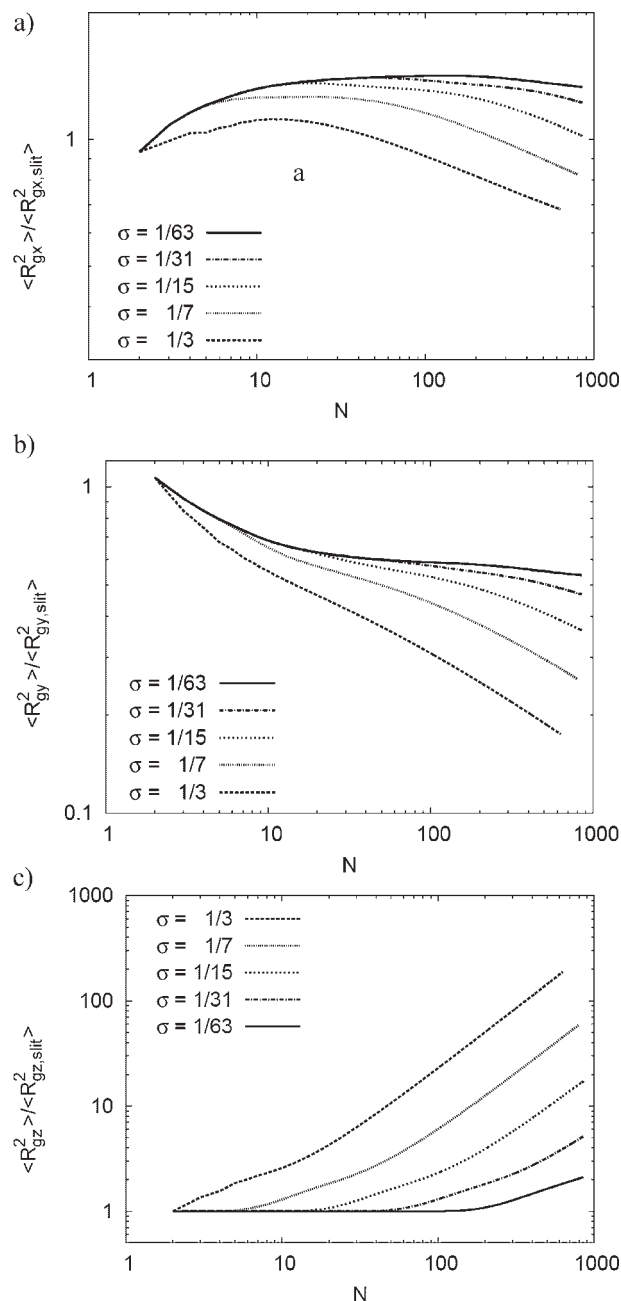 a)
<R²gx>/<R²gx,slit>
1
a
σ = 1/63
σ = 1/31
σ = 1/15
σ = 1/7
σ = 1/3
1 10 100 1000
N
b)
<R²gy>/<R²gy,slit>
1
σ = 1/63
σ = 1/31
σ = 1/15
σ = 1/7
σ = 1/3
0.1
1 10 100 1000
N
c)
<R²gz>/<R²gz,slit>
1000
σ = 1/3
σ = 1/7
σ = 1/15
σ = 1/31
σ = 1/63
100
10
1
1 10 100 1000
N